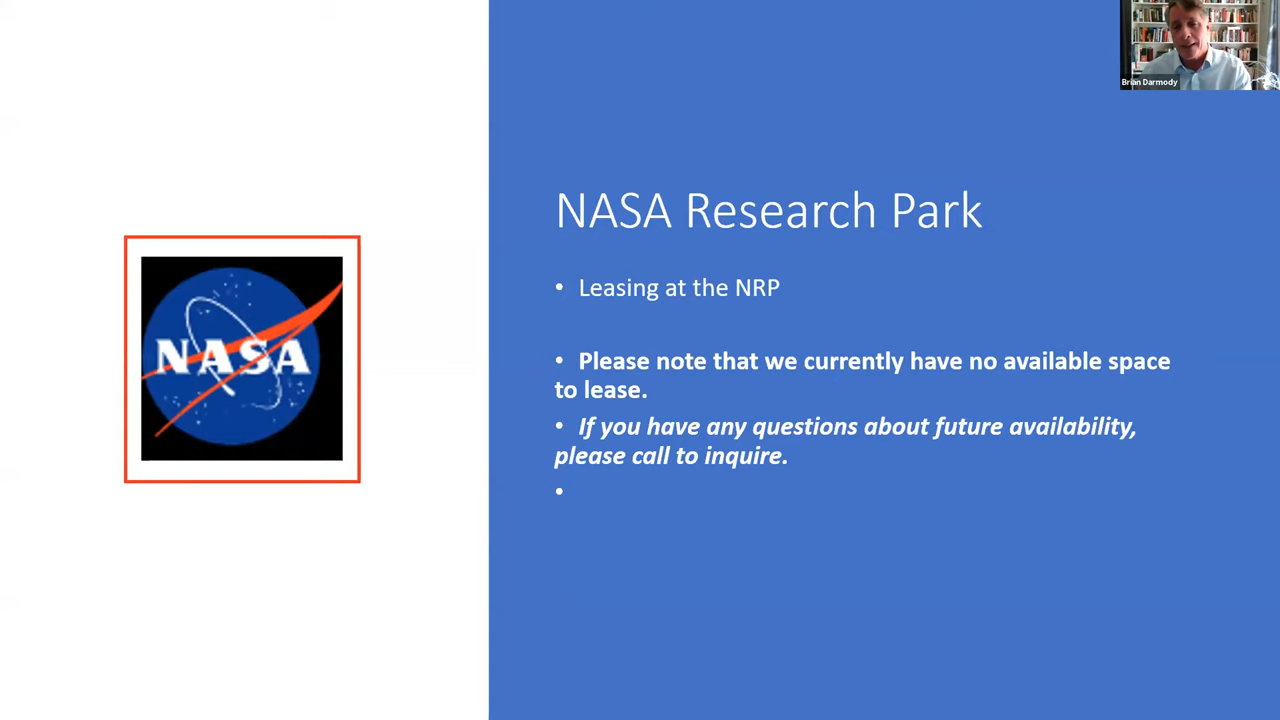 Brian Darmody
NASA Research Park
• Leasing at the NRP
• Please note that we currently have no available space
to lease.
• If you have any questions about future availability,
please call to inquire.
•
NASA